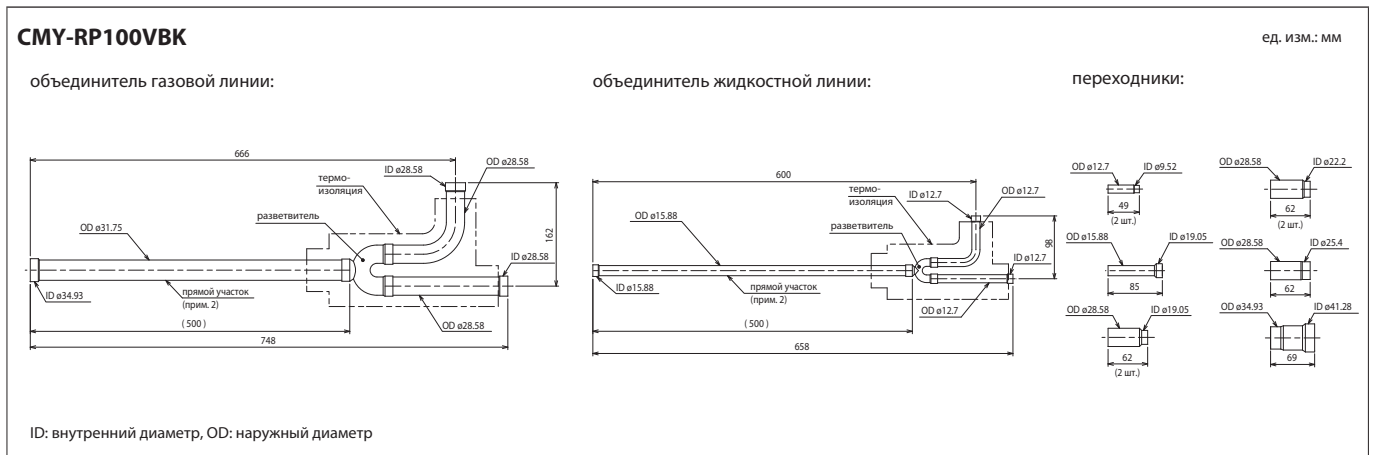 CMY-RP100VBK
ед. изм.: мм
объединитель газовой линии:
666
ID ø28.58
OD ø28.58
термо-
изоляция
разветвитель
OD ø31.75
162
ID ø28.58
ID ø34.93
прямой участок
(прим. 2)
OD ø28.58
( 500 )
748
объединитель жидкостной линии:
600
термо-
изоляция
ID ø12.7
OD ø12.7
OD ø15.88
разветвитель
98
ID ø12.7
ID ø15.88
прямой участок
(прим. 2)
OD ø12.7
( 500 )
658
переходники:
OD ø12.7
ID ø9.52
49
(2 шт.)
OD ø28.58
ID ø22.2
62
(2 шт.)
OD ø15.88
ID ø19.05
85
OD ø28.58
ID ø25.4
62
OD ø28.58
ID ø19.05
62
(2 шт.)
OD ø34.93
ID ø41.28
69
ID: внутренний диаметр, OD: наружный диаметр